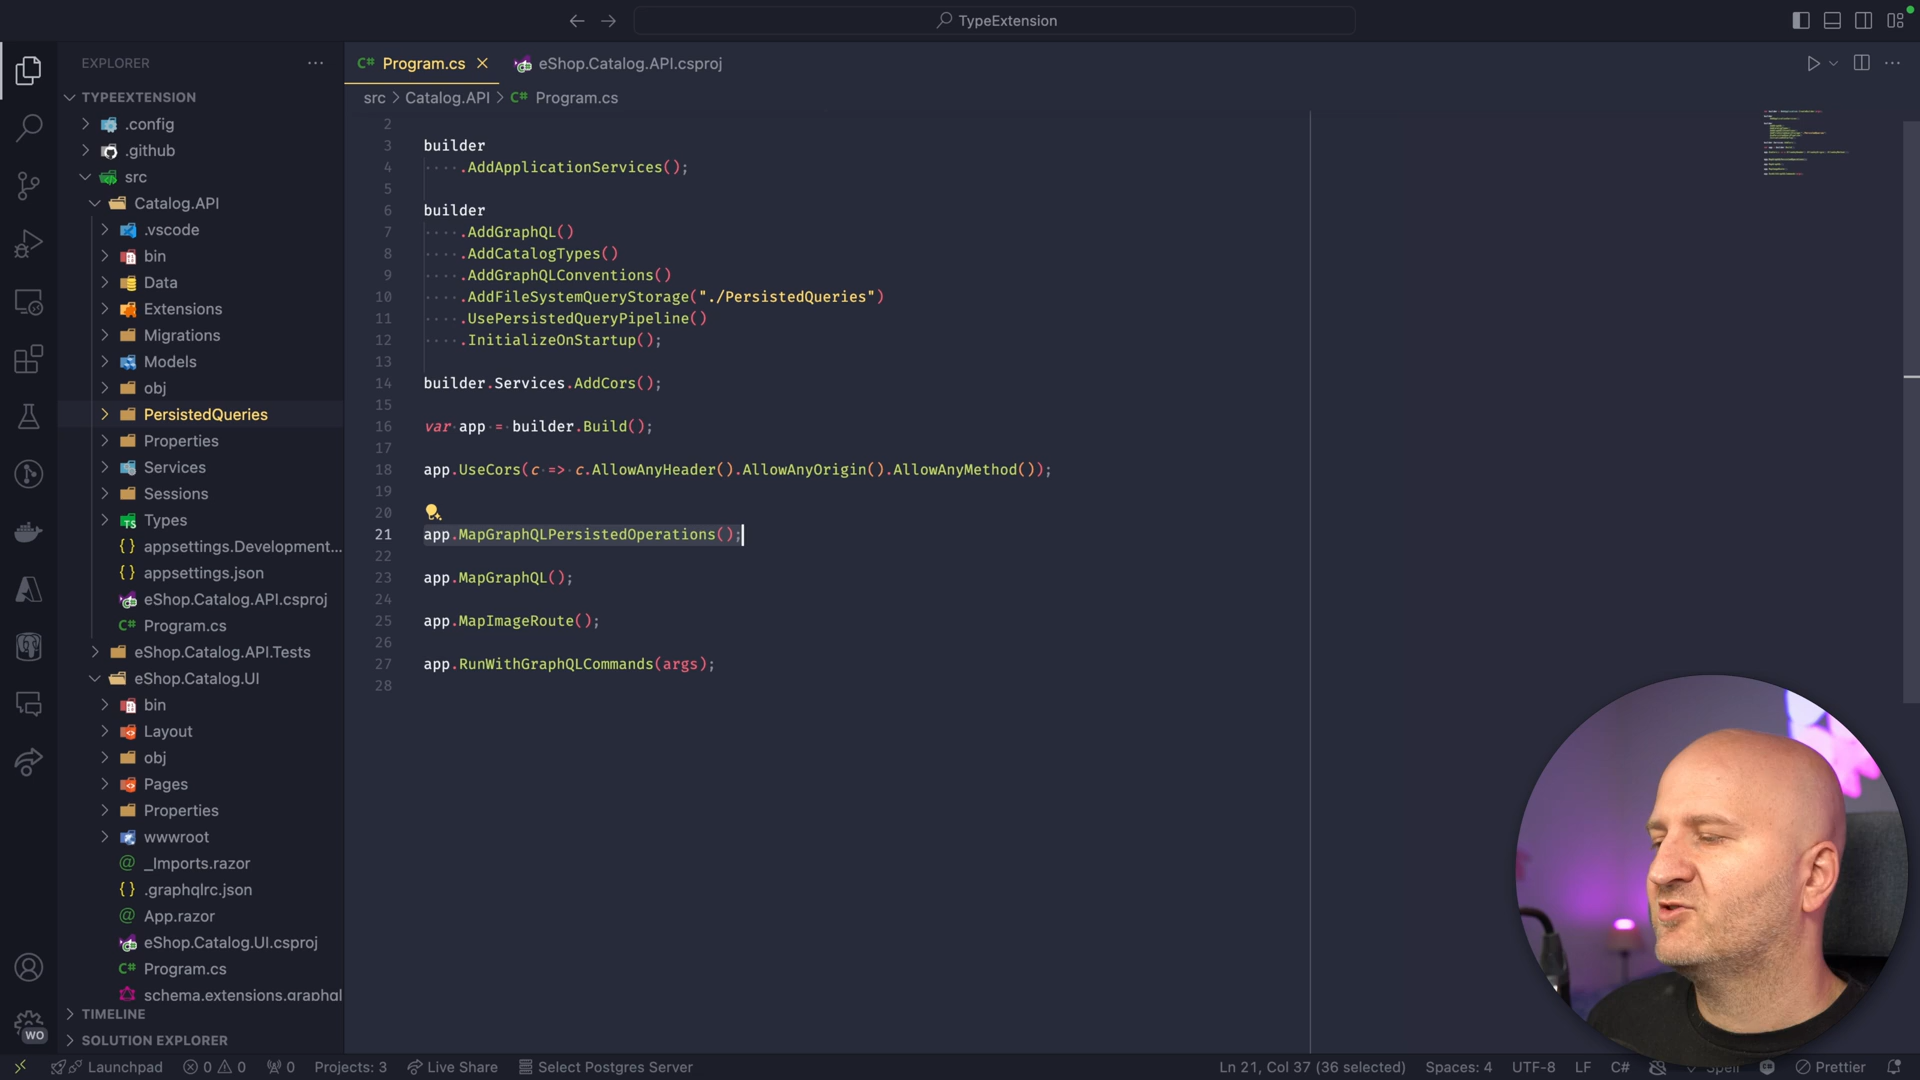 TypeExtension
EXPLORER
TYPEEXTENSION
.config
.github
src
Catalog.API
.vscode
bin
Data
Extensions
Migrations
Models
obj
PersistedQueries
Properties
Services
Sessions
Types
appsettings.Development...
appsettings.json
eShop.Catalog.API.csproj
Program.cs
eShop.Catalog.API.Tests
eShop.Catalog.UI
bin
Layout
obj
Pages
Properties
wwwroot
_Imports.razor
.graphqlrc.json
App.razor
eShop.Catalog.UI.csproj
Program.cs
schema.extensions.graphql
TIMELINE
SOLUTION EXPLORER
WO
Program.cs
eShop.Catalog.API.csproj
src > Catalog.API > C# Program.cs
2
3 builder
4 ····.AddApplicationServices();
5
6 builder
7 ····.AddGraphQL()
8 ····.AddCatalogTypes()
9 ····.AddGraphQLConventions()
10 ····.AddFileSystemQueryStorage("./PersistedQueries")
11 ····.UsePersistedQueryPipeline()
12 ····.InitializeOnStartup();
13
14 builder.Services.AddCors();
15
16 var·app·=·builder.Build();
17
18 app.UseCors(c·=>·c.AllowAnyHeader().AllowAnyOrigin().AllowAnyMethod());
19
20
21 app.MapGraphQLPersistedOperations();
22
23 app.MapGraphQL();
24
25 app.MapImageRoute();
26
27 app.RunWithGraphQLCommands(args);
28
Launchpad 0 0 0 Projects: 3 Live Share Select Postgres Server Ln 21, Col 37 (36 selected) Spaces: 4 UTF-8 LF C# Spell Prettier